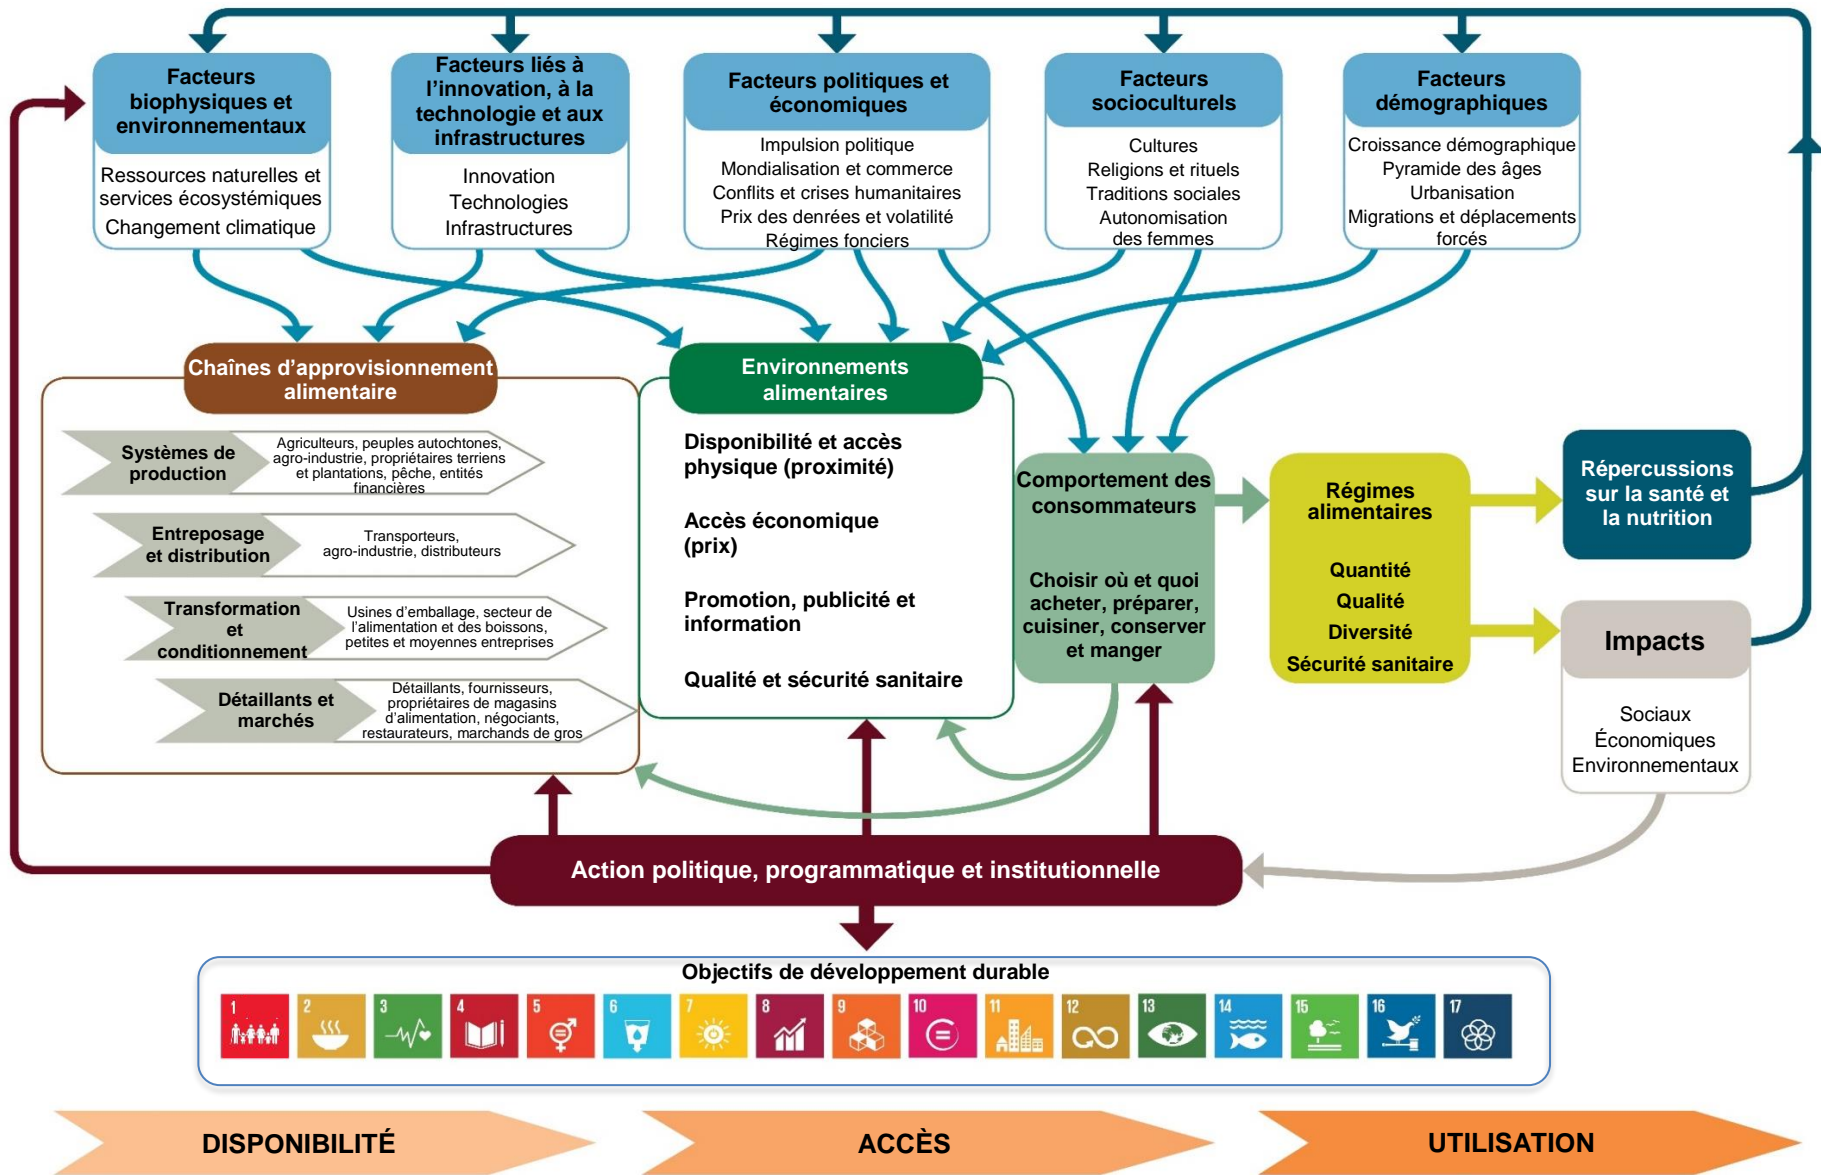 Facteurs
biophysiques et
environnementaux
Ressources naturelles et
services écosystémiques
Changement climatique
Facteurs liés à
l’innovation, à la
technologie et aux
infrastructures
Innovation
Technologies
Infrastructures
Facteurs politiques et
économiques
Impulsion politique
Mondialisation et commerce
Conflits et crises humanitaires
Prix des denrées et volatilité
Régimes fonciers
Facteurs
socioculturels
Cultures
Religions et rituels
Traditions sociales
Autonomisation
des femmes
Facteurs
démographiques
Croissance démographique
Pyramide des âges
Urbanisation
Migrations et déplacements
forcés
Chaînes d’approvisionnement
alimentaire
Systèmes de
production
Agriculteurs, peuples autochtones,
agro-industrie, propriétaires terriens
et plantations, pêche, entités
financières
Entreposage
et distribution
Transporteurs,
agro-industrie, distributeurs
Transformation
et
conditionnement
Usines d’emballage, secteur de
l’alimentation et des boissons,
petites et moyennes entreprises
Détaillants et
marchés
Détaillants, fournisseurs,
propriétaires de magasins
d’alimentation, négociants,
restaurateurs, marchands de gros
Environnements
alimentaires
Disponibilité et accès
physique (proximité)
Accès économique
(prix)
Promotion, publicité et
information
Qualité et sécurité sanitaire
Comportement des
consommateurs
Choisir où et quoi
acheter, préparer,
cuisiner, conserver
et manger
Régimes
alimentaires
Quantité
Qualité
Diversité
Sécurité sanitaire
Répercussions
sur la santé et
la nutrition
Impacts
Sociaux
Économiques
Environnementaux
Action politique, programmatique et institutionnelle
Objectifs de développement durable
1 2 3 4 5 6 7 8 9 10 11 12 13 14 15 16 17
DISPONIBILITÉ
ACCÈS
UTILISATION